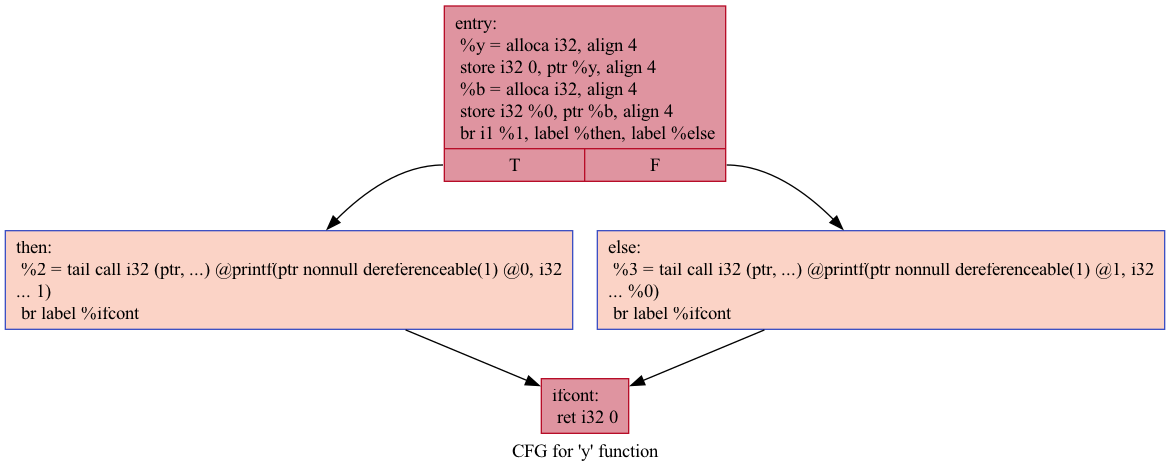 entry:
%y = alloca i32, align 4
store i32 0, ptr %y, align 4
%b = alloca i32, align 4
store i32 %0, ptr %b, align 4
br i1 %1, label %then, label %else
T
F
then:
%2 = tail call i32 (ptr, ...) @printf(ptr nonnull dereferenceable(1) @0, i32
... 1)
br label %ifcont
else:
%3 = tail call i32 (ptr, ...) @printf(ptr nonnull dereferenceable(1) @1, i32
... %0)
br label %ifcont
ifcont:
ret i32 0
CFG for 'y' function